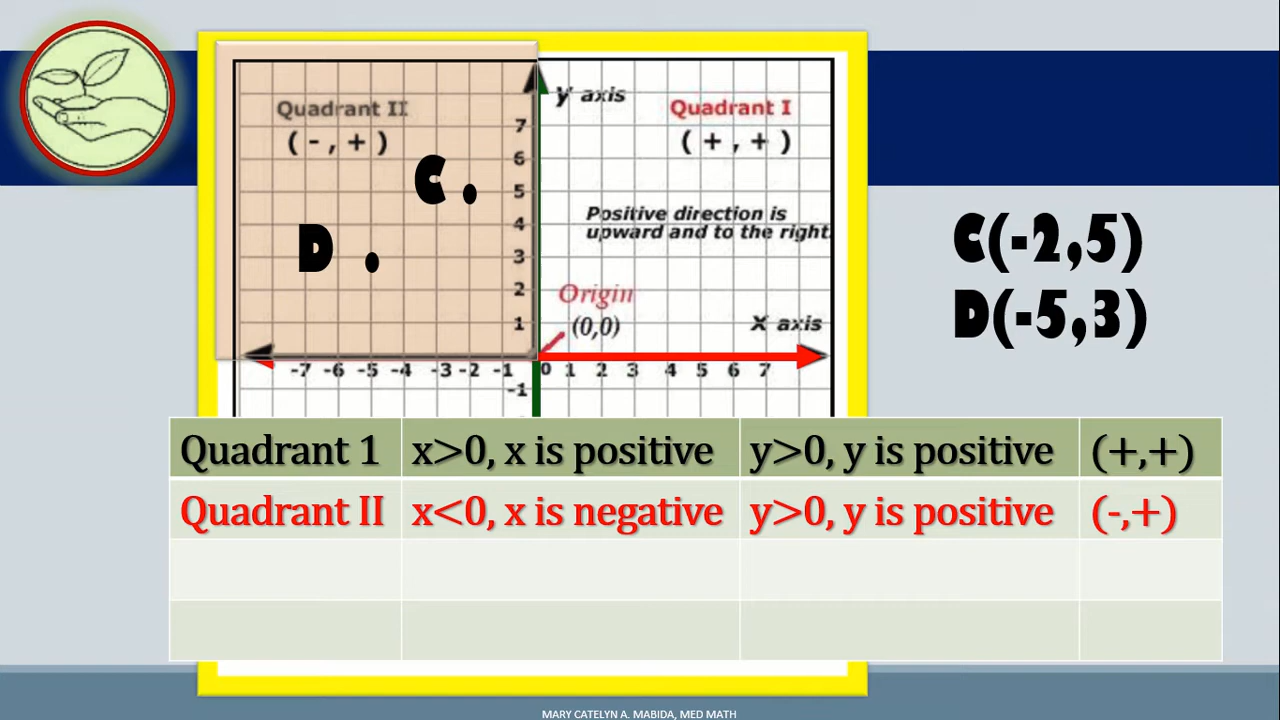 y axis
Quadrant II
Quadrant I
( - , + )
( + , + )
7
6
C .
5
Positive direction is
upward and to the right.
4
D .
3
2
Origin
(0,0)
1
X axis
-7 -6 -5 -4 -3 -2 -1 0 1 2 3 4 5 6 7
-1
C(-2,5)
D(-5,3)
Quadrant 1 x>0, x is positive y>0, y is positive (+,+)
Quadrant II x<0, x is negative y>0, y is positive (-,+)
MARY CATELYN A. MABIDA, MED MATH